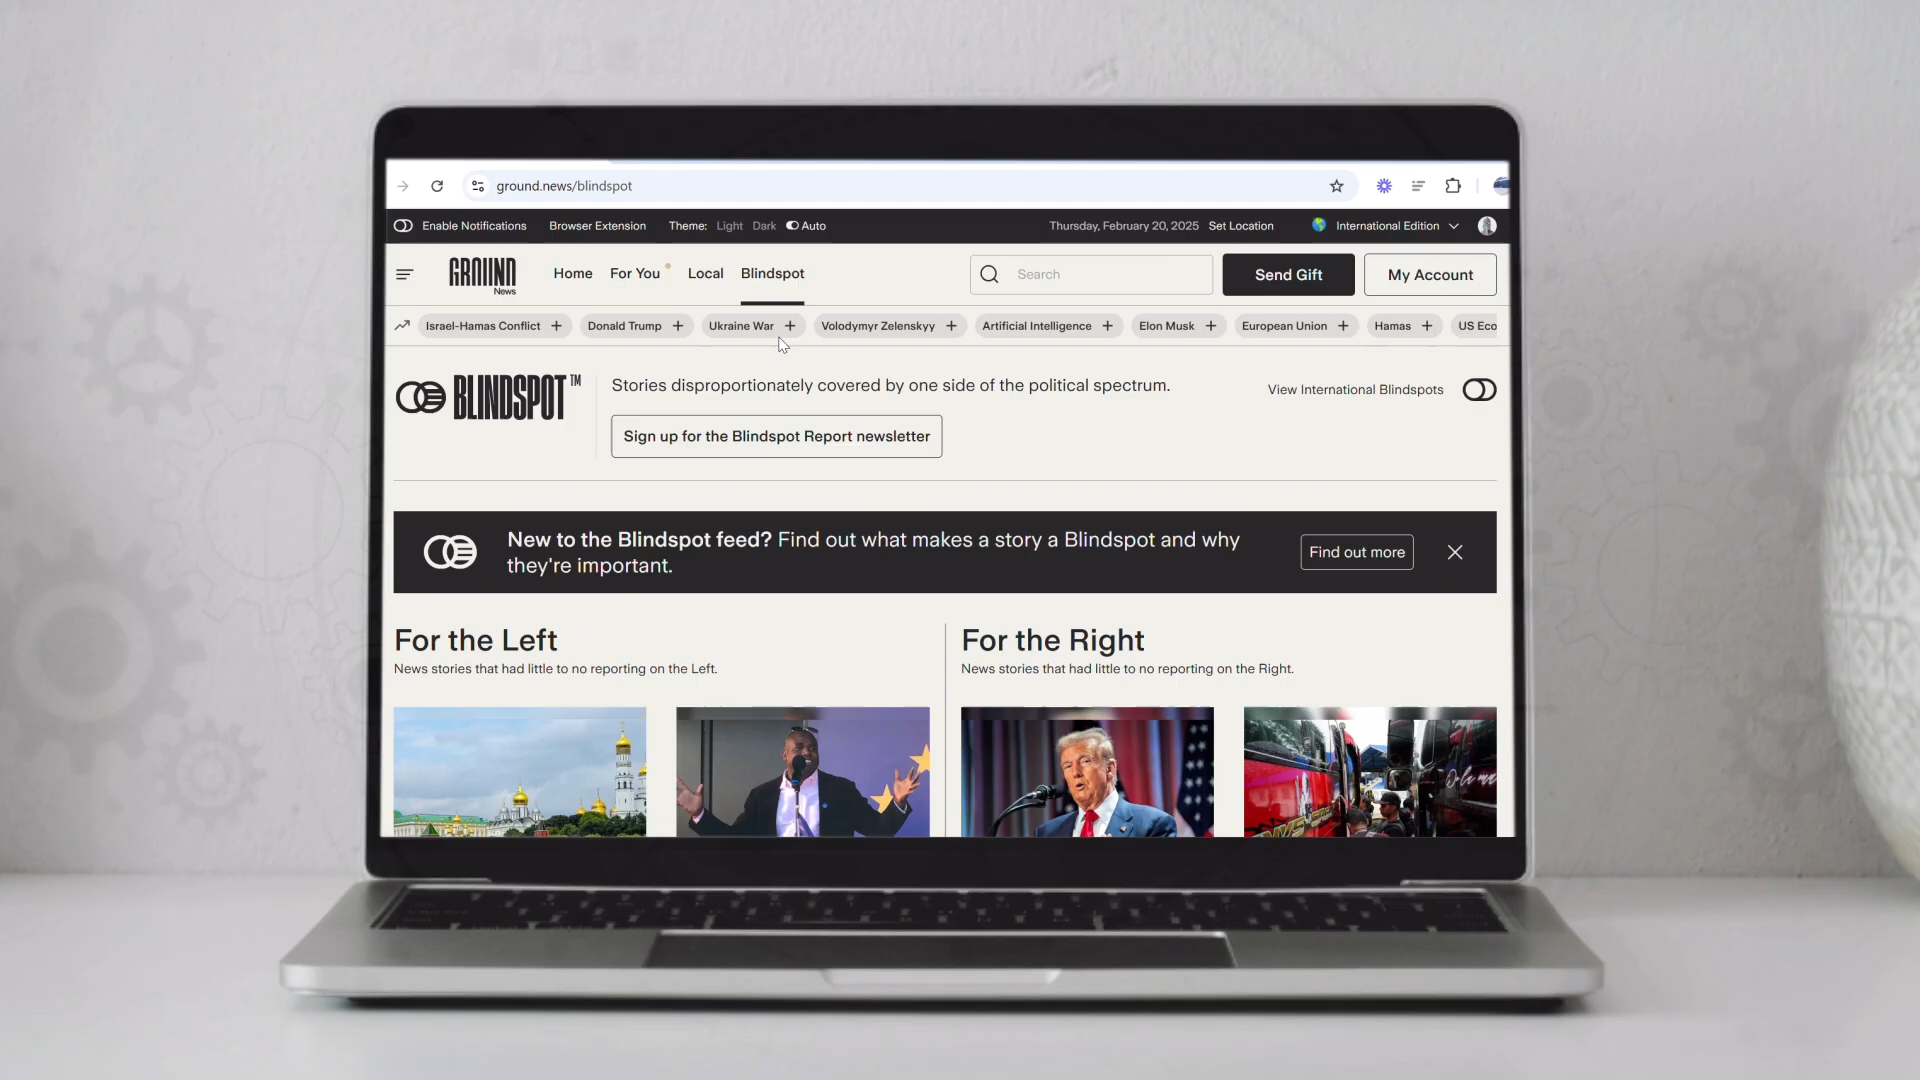 ground.news/blindspot
Enable Notifications Browser Extension Theme: Light Dark Auto Thursday, February 20, 2025 Set Location International Edition
GROUND
News
Home For You Local Blindspot Search Send Gift My Account
Israel-Hamas Conflict + Donald Trump + Ukraine War + Volodymyr Zelenskyy + Artificial Intelligence + Elon Musk + European Union + Hamas + US Eco
BLINDSPOT™
Stories disproportionately covered by one side of the political spectrum.
View International Blindspots
Sign up for the Blindspot Report newsletter
New to the Blindspot feed? Find out what makes a story a Blindspot and why
they're important.
Find out more
For the Left
News stories that had little to no reporting on the Left.
For the Right
News stories that had little to no reporting on the Right.